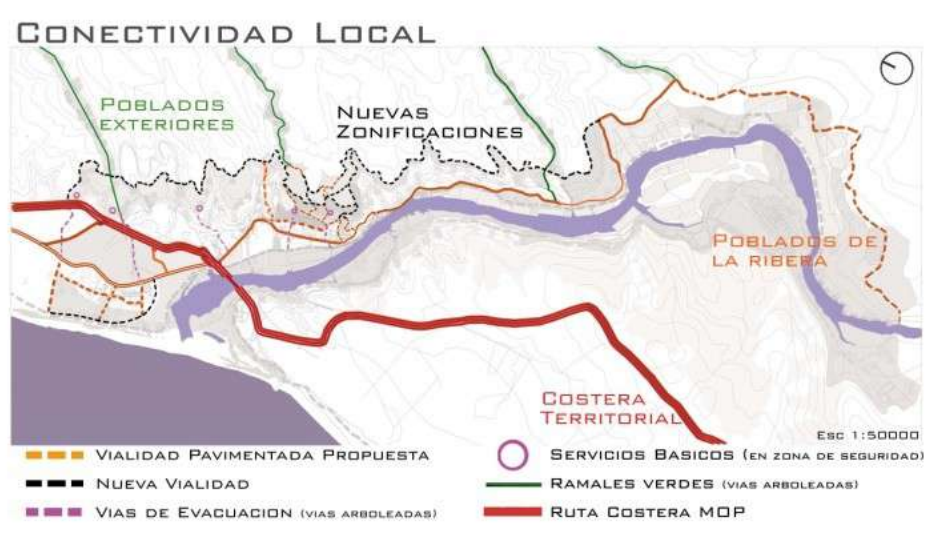 CONECTIVIDAD LOCAL
POBLADOS
EXTERIORES
NUEVAS
ZONIFICACIONES
POBLADOS DE
LA RIBERA
COSTERA
TERRITORIAL
ESC 1:50000
VIALIDAD PAVIMENTADA PROPUESTA
NUEVA VIALIDAD
VIAS DE EVACUACION (VIAS ARBOLEADAS)
SERVICIOS BASICOS (EN ZONA DE SEGURIDAD)
RAMALES VERDES (VIAS ARBOLEADAS)
RUTA COSTERA MOP